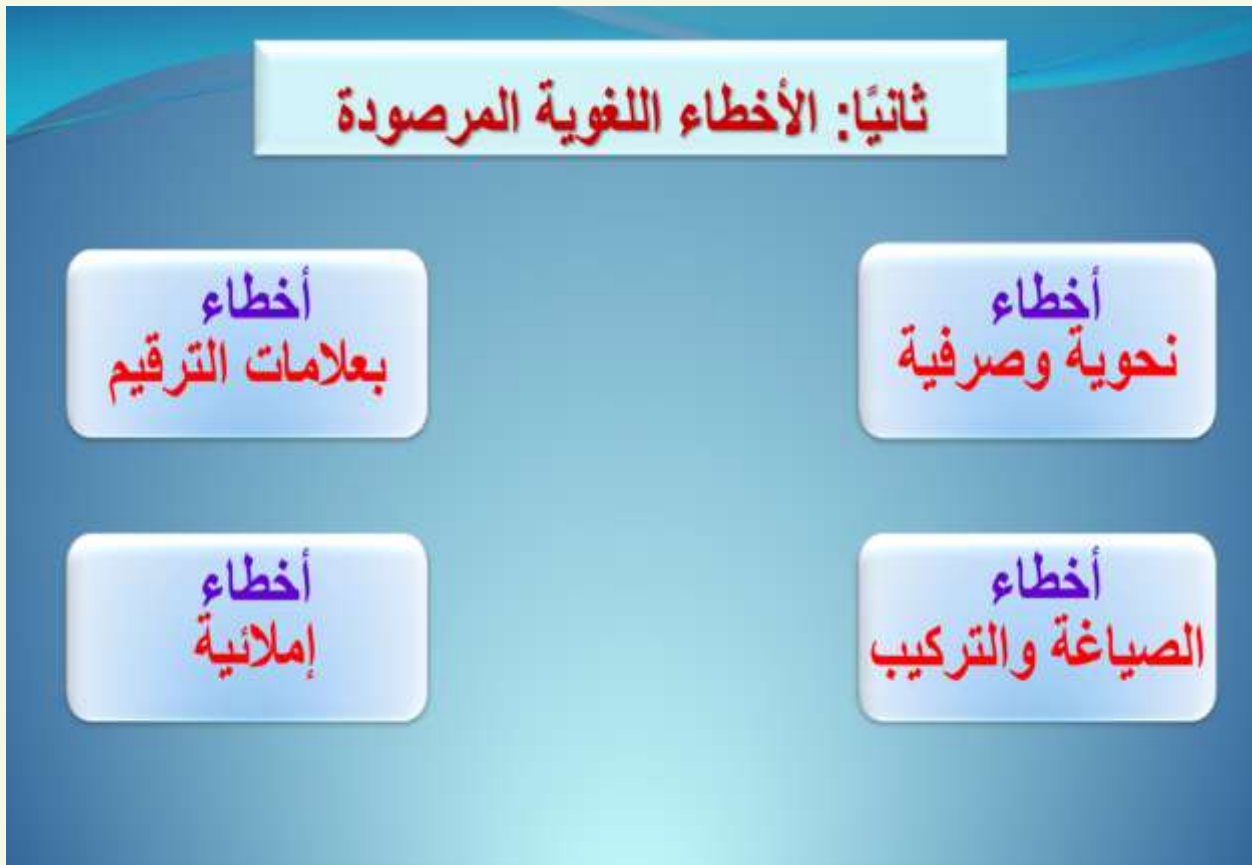 ثانيًا: الأخطاء اللغوية المرصودة
أخطاء
نحوية وصرفية
أخطاء
بعلامات الترقيم
أخطاء
الصياغة والتركيب
أخطاء
إملائية